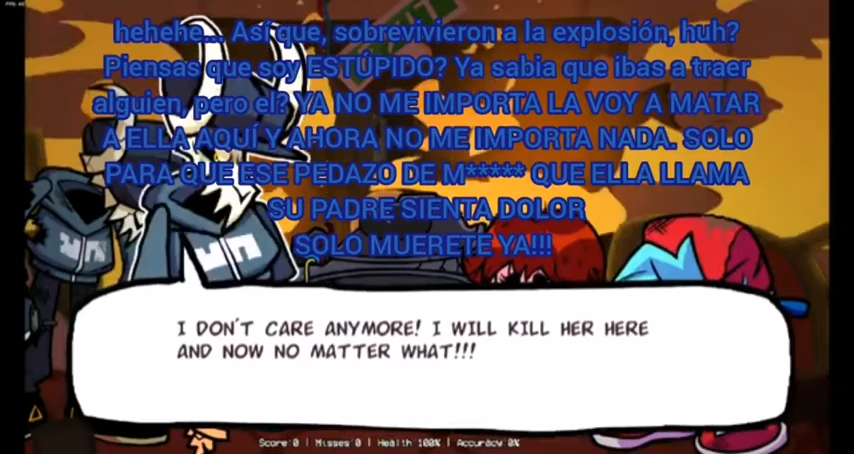 hehehe... Así que, sobrevivieron a la explosión, huh?
Piensas que soy ESTÚPIDO? Ya sabia que ibas a traer
alguien, pero el? YA NO ME IMPORTA LA VOY A MATAR
A ELLA AQUÍ Y AHORA NO ME IMPORTA NADA. SOLO
PARA QUE ESE PEDAZO DE M***** QUE ELLA LLAMA
SU PADRE SIENTA DOLOR
SOLO MUERETE YA!!!
I DON'T CARE ANYMORE! I WILL KILL HER HERE
AND NOW NO MATTER WHAT!!!
Score:0 | Misses:0 | Health 100% | Accuracy 0%